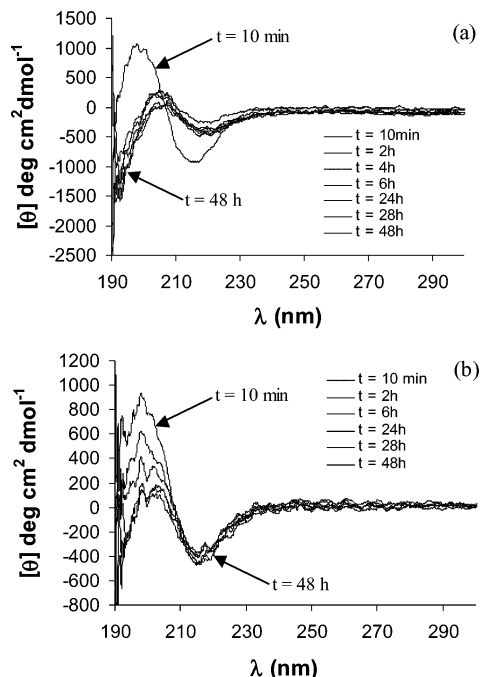 (a)
1500
1000
500
0
-500
-1000
-1500
-2000
-2500
[θ] deg cm²dmol⁻¹
t = 10 min
t = 48 h
t = 10min
t = 2h
t = 4h
t = 6h
t = 24h
t = 28h
t = 48h
190 210 230 250 270 290
λ (nm)
(b)
1200
1000
800
600
400
200
0
-200
-400
-600
-800
[θ] deg cm² dmol⁻¹
t = 10 min
t = 48 h
t = 10 min
t = 2h
t = 6h
t = 24h
t = 28h
t = 48h
190 210 230 250 270 290
λ (nm)